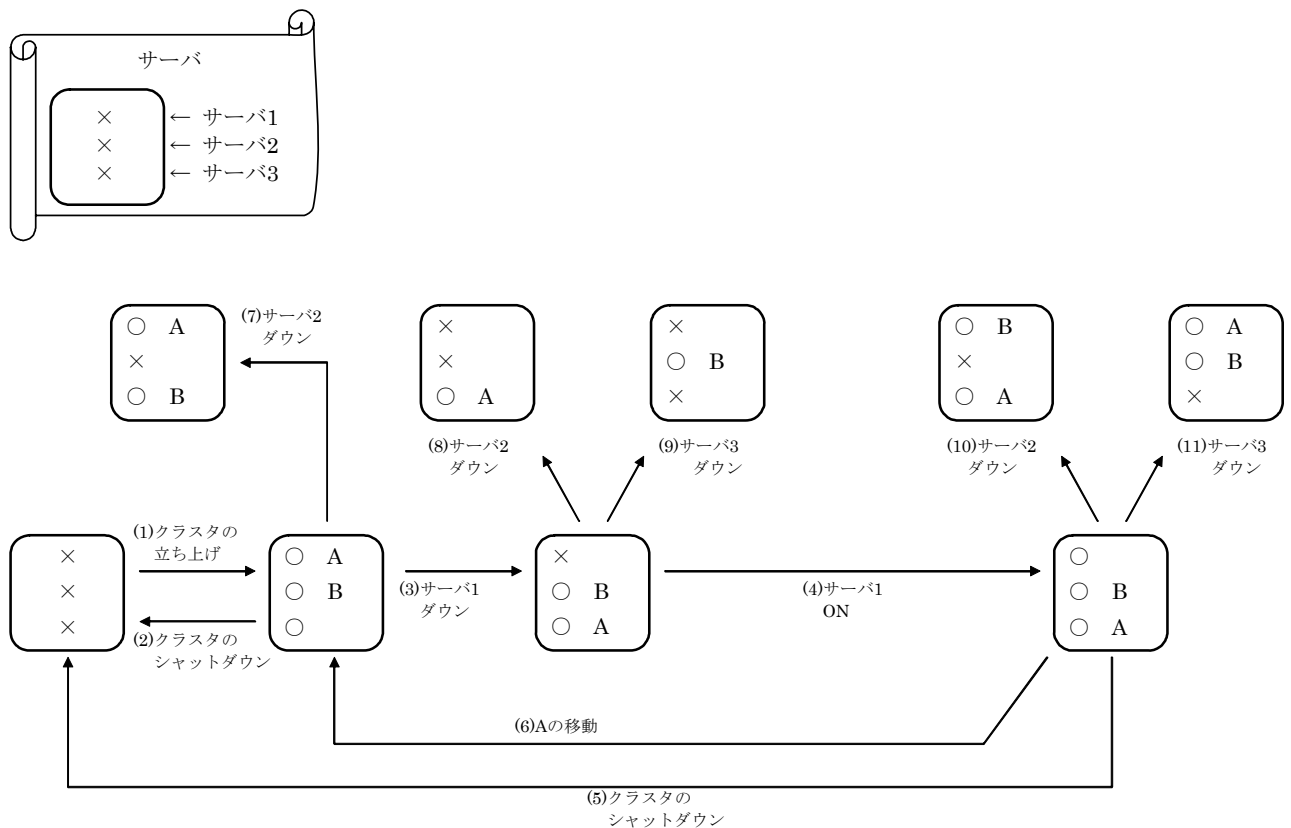 サーバ
× ← サーバ1
× ← サーバ2
× ← サーバ3
○ A
×
○ B
(7)サーバ2
ダウン
×
×
○ A
×
○ B
×
○ B
×
○ A
○ A
○ B
×
(8)サーバ2
ダウン
(9)サーバ3
ダウン
(10)サーバ2
ダウン
(11)サーバ3
ダウン
×
×
×
(1)クラスタの
立ち上げ
(2)クラスタの
シャットダウン
○ A
○ B
○
(3)サーバ1
ダウン
×
○ B
○ A
(4)サーバ1
ON
○
○ B
○ A
(6)Aの移動
(5)クラスタの
シャットダウン